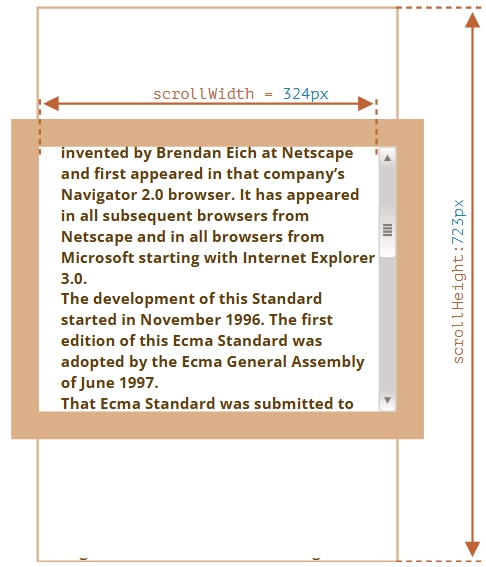 scrollWidth = 324px
invented by Brendan Eich at Netscape
and first appeared in that company’s
Navigator 2.0 browser. It has appeared
in all subsequent browsers from
Netscape and in all browsers from
Microsoft starting with Internet Explorer
3.0.
The development of this Standard
started in November 1996. The first
edition of this Ecma Standard was
adopted by the Ecma General Assembly
of June 1997.
That Ecma Standard was submitted to
scrollHeight:723px